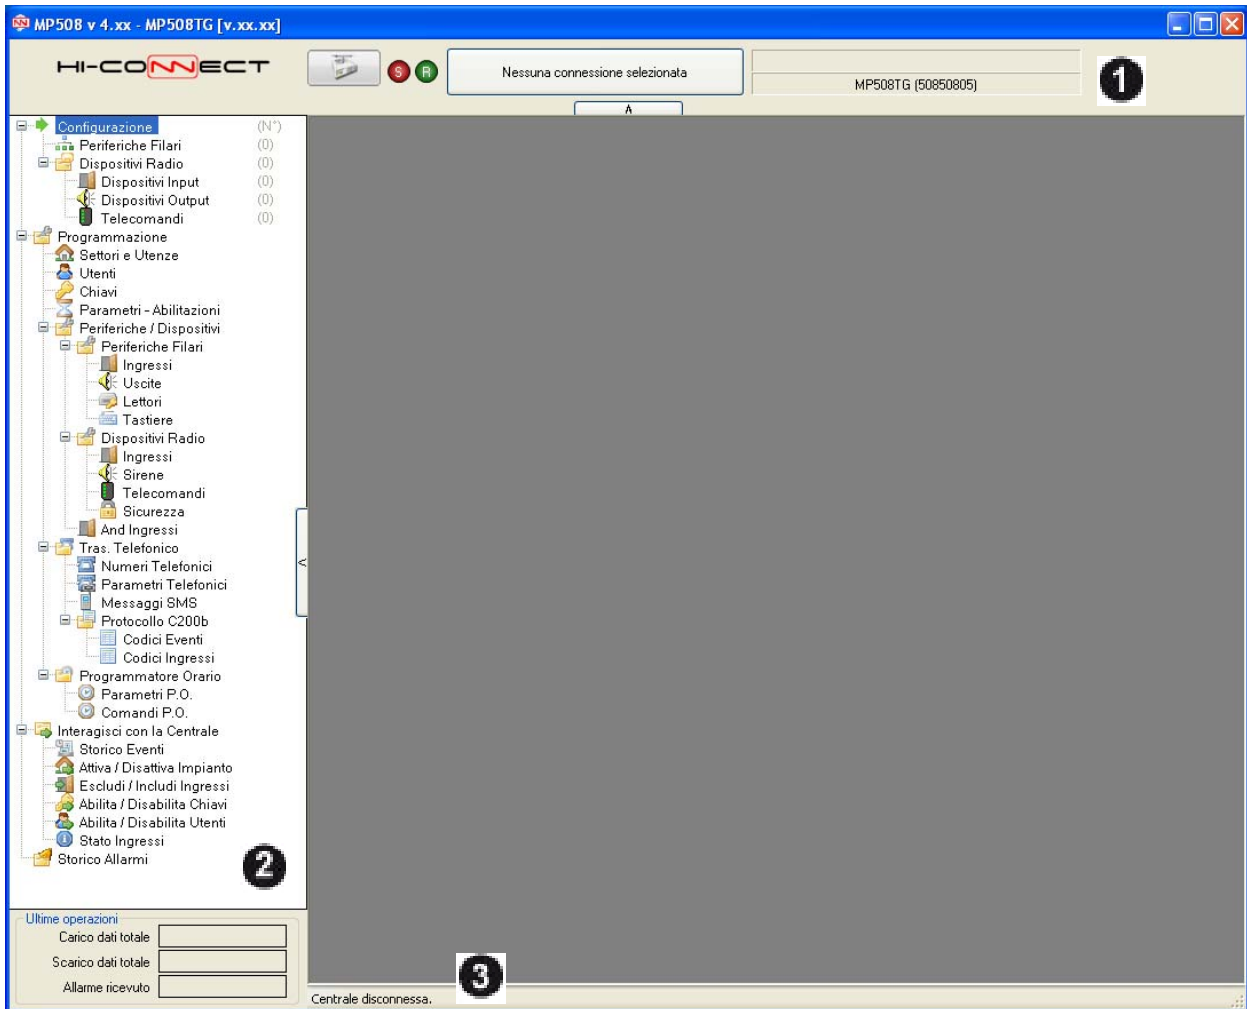 MP508 v 4.xx - MP508TG [v.xx.xx]
HI-CONNECT
S R
Nessuna connessione selezionata
MP508TG (50850805)
1
A
Configurazione (N°)
Periferiche Filari (0)
Dispositivi Radio (0)
Dispositivi Input (0)
Dispositivi Output (0)
Telecomandi (0)
Programmazione
Settori e Utenze
Utenti
Chiavi
Parametri - Abilitazioni
Periferiche / Dispositivi
Periferiche Filari
Ingressi
Uscite
Lettori
Tastiere
Dispositivi Radio
Ingressi
Sirene
Telecomandi
Sicurezza
And Ingressi
Tras. Telefonico
Numeri Telefonici
<
Parametri Telefonici
Messaggi SMS
Protocollo C200b
Codici Eventi
Codici Ingressi
Programmatore Orario
Parametri P.O.
Comandi P.O.
Interagisci con la Centrale
Storico Eventi
Attiva / Disattiva Impianto
Escludi / Includi Ingressi
Abilita / Disabilita Chiavi
Abilita / Disabilita Utenti
Stato Ingressi
Storico Allarmi
2
Ultime operazioni
Carico dati totale
Scarico dati totale
Allarme ricevuto
3
Centrale disconnessa.